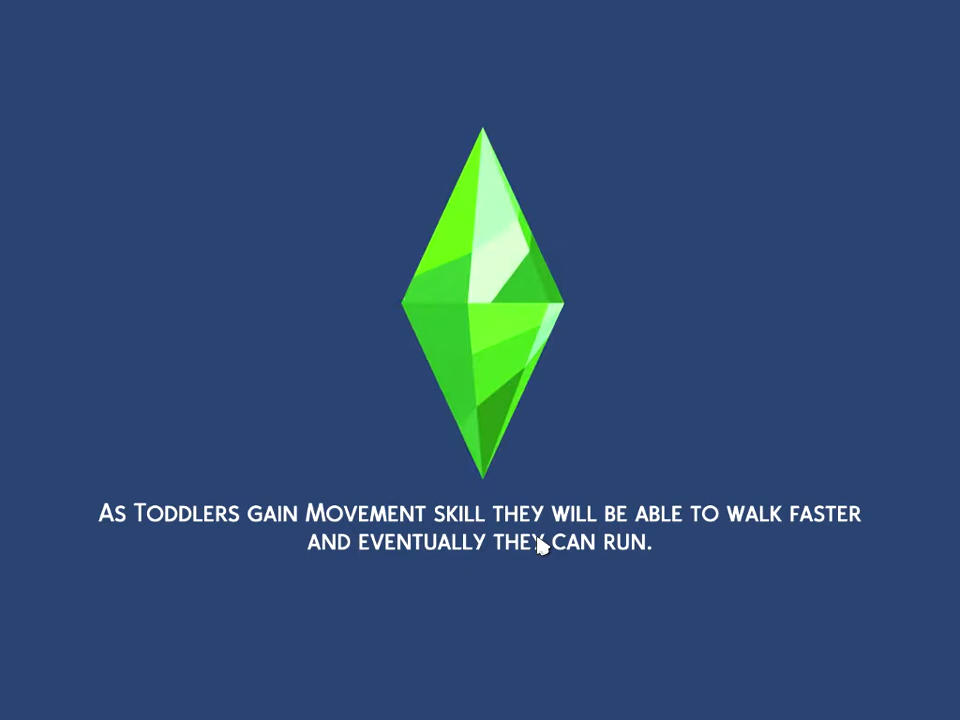 As Toddlers gain Movement skill they will be able to walk faster
and eventually they can run.